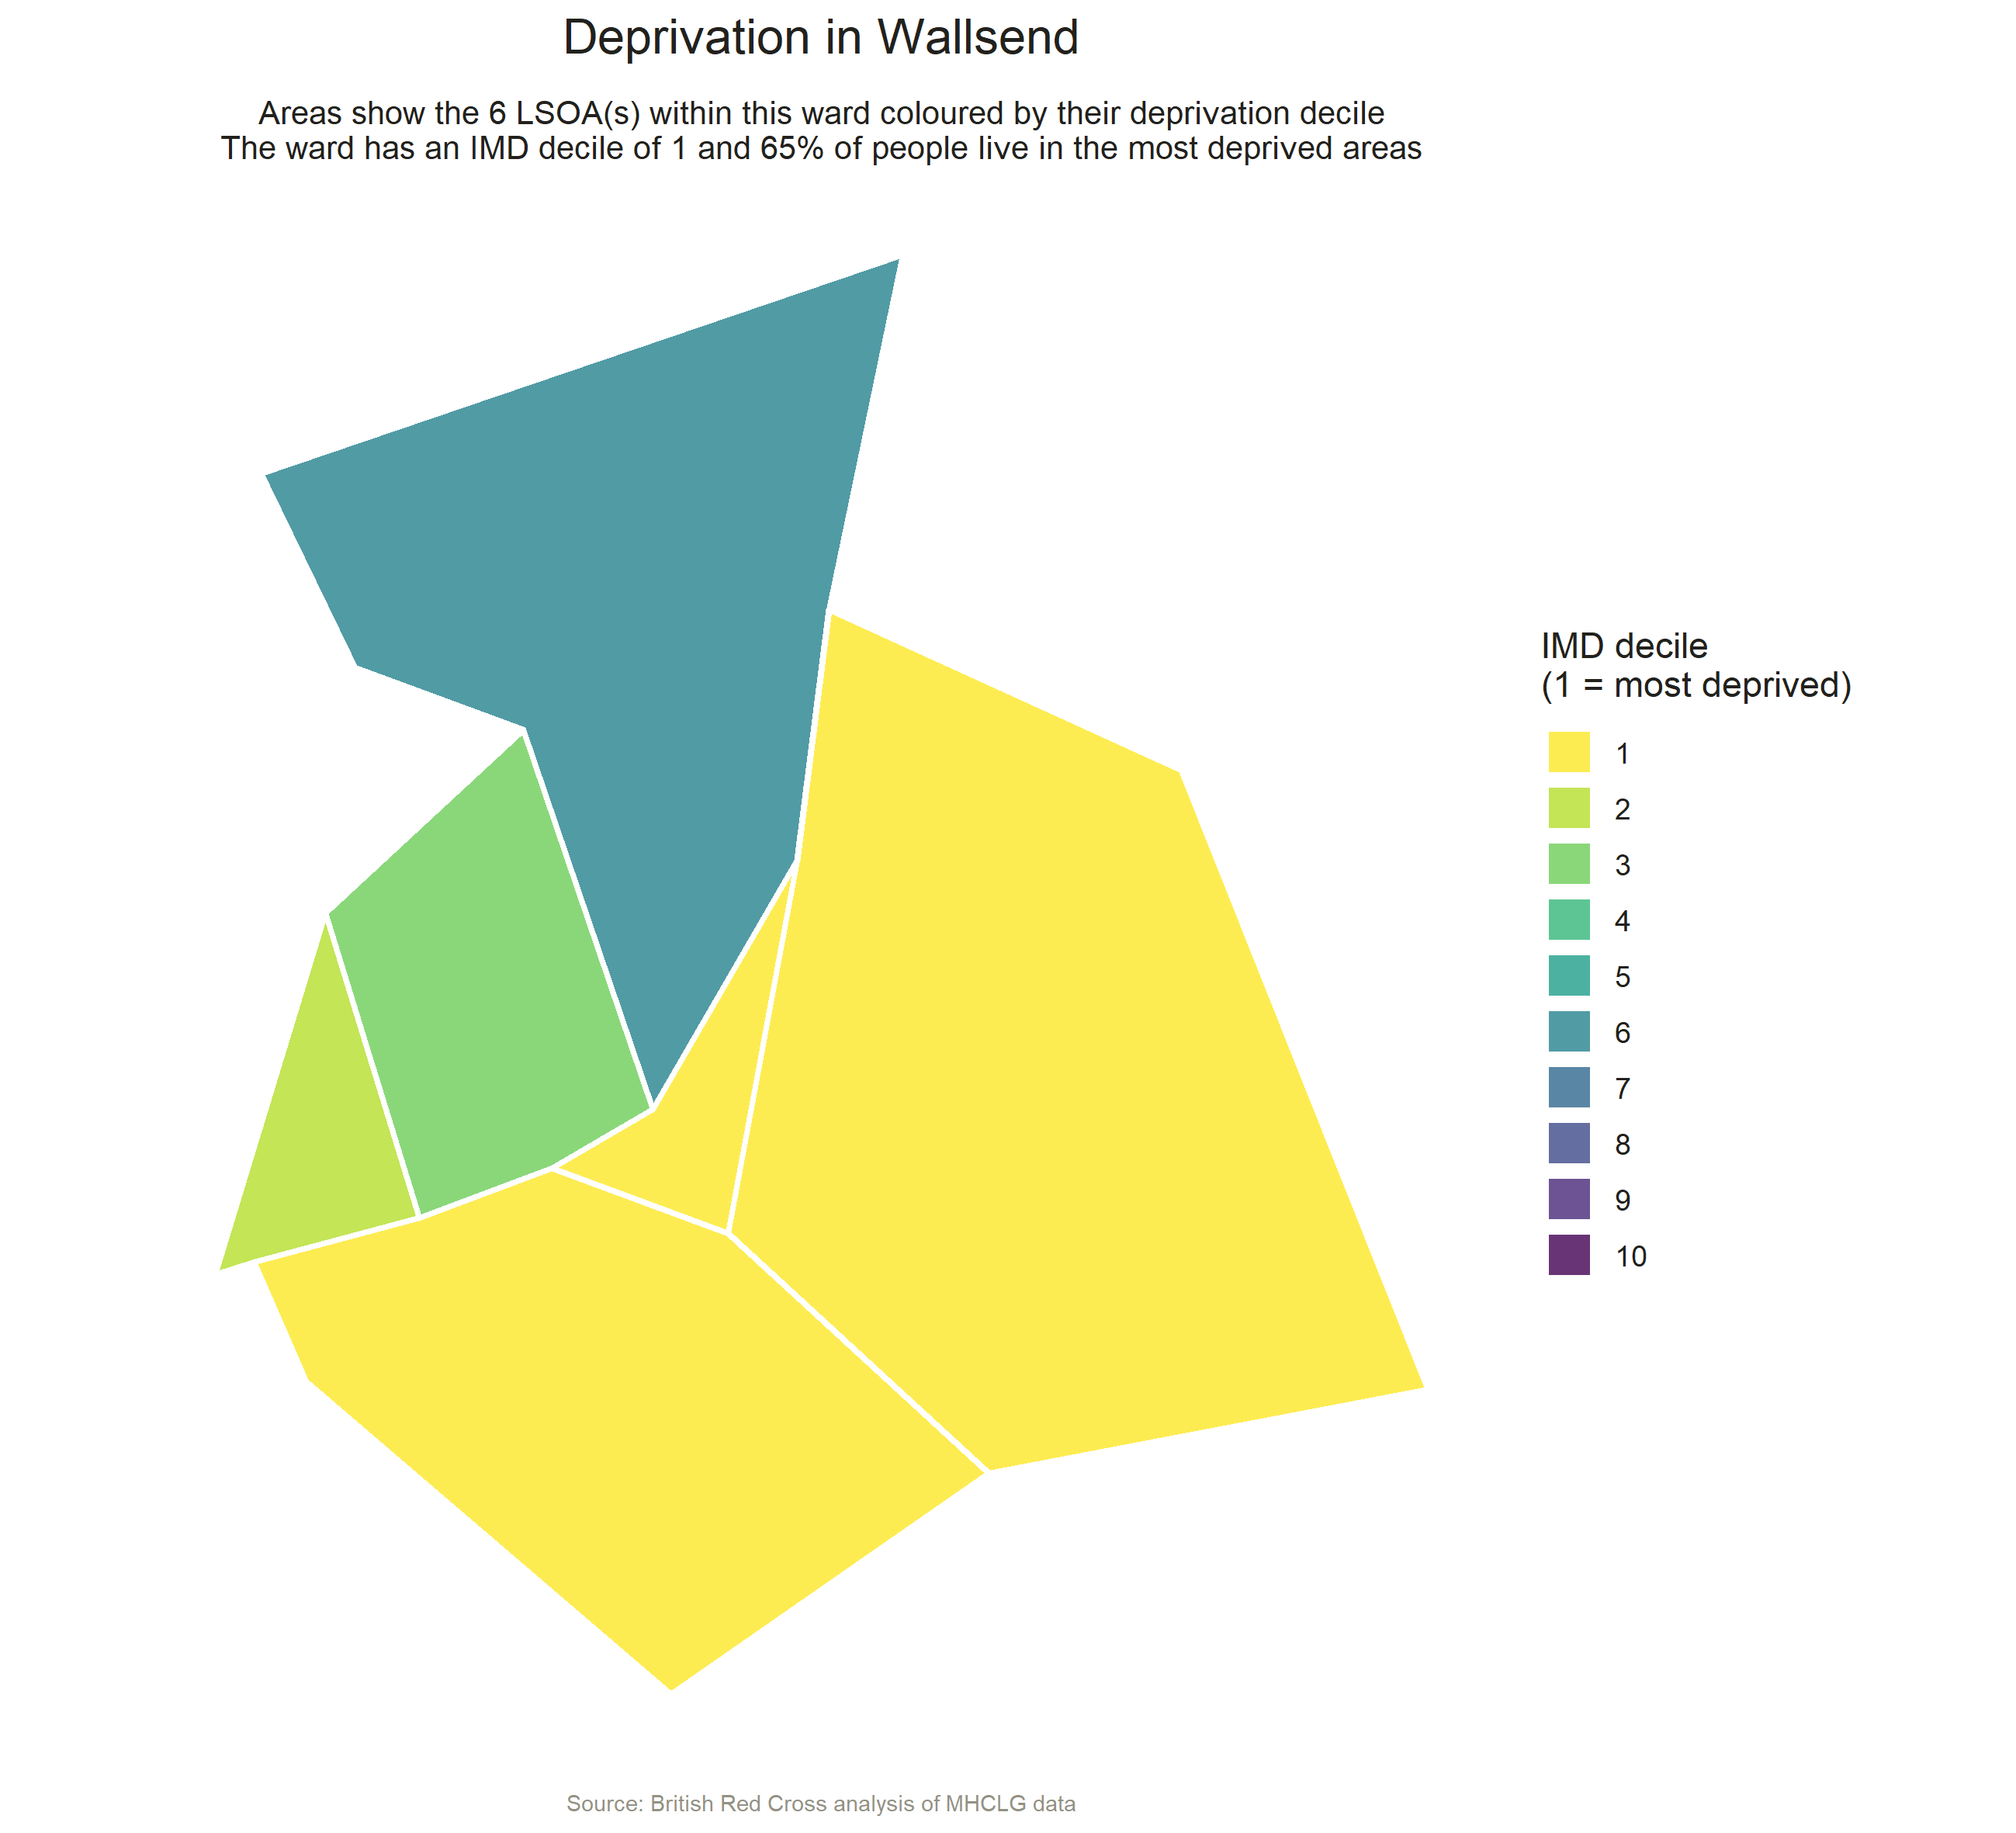 Deprivation in Wallsend
Areas show the 6 LSOA(s) within this ward coloured by their deprivation decile
The ward has an IMD decile of 1 and 65% of people live in the most deprived areas
IMD decile
(1 = most deprived)
1
2
3
4
5
6
7
8
9
10
Source: British Red Cross analysis of MHCLG data